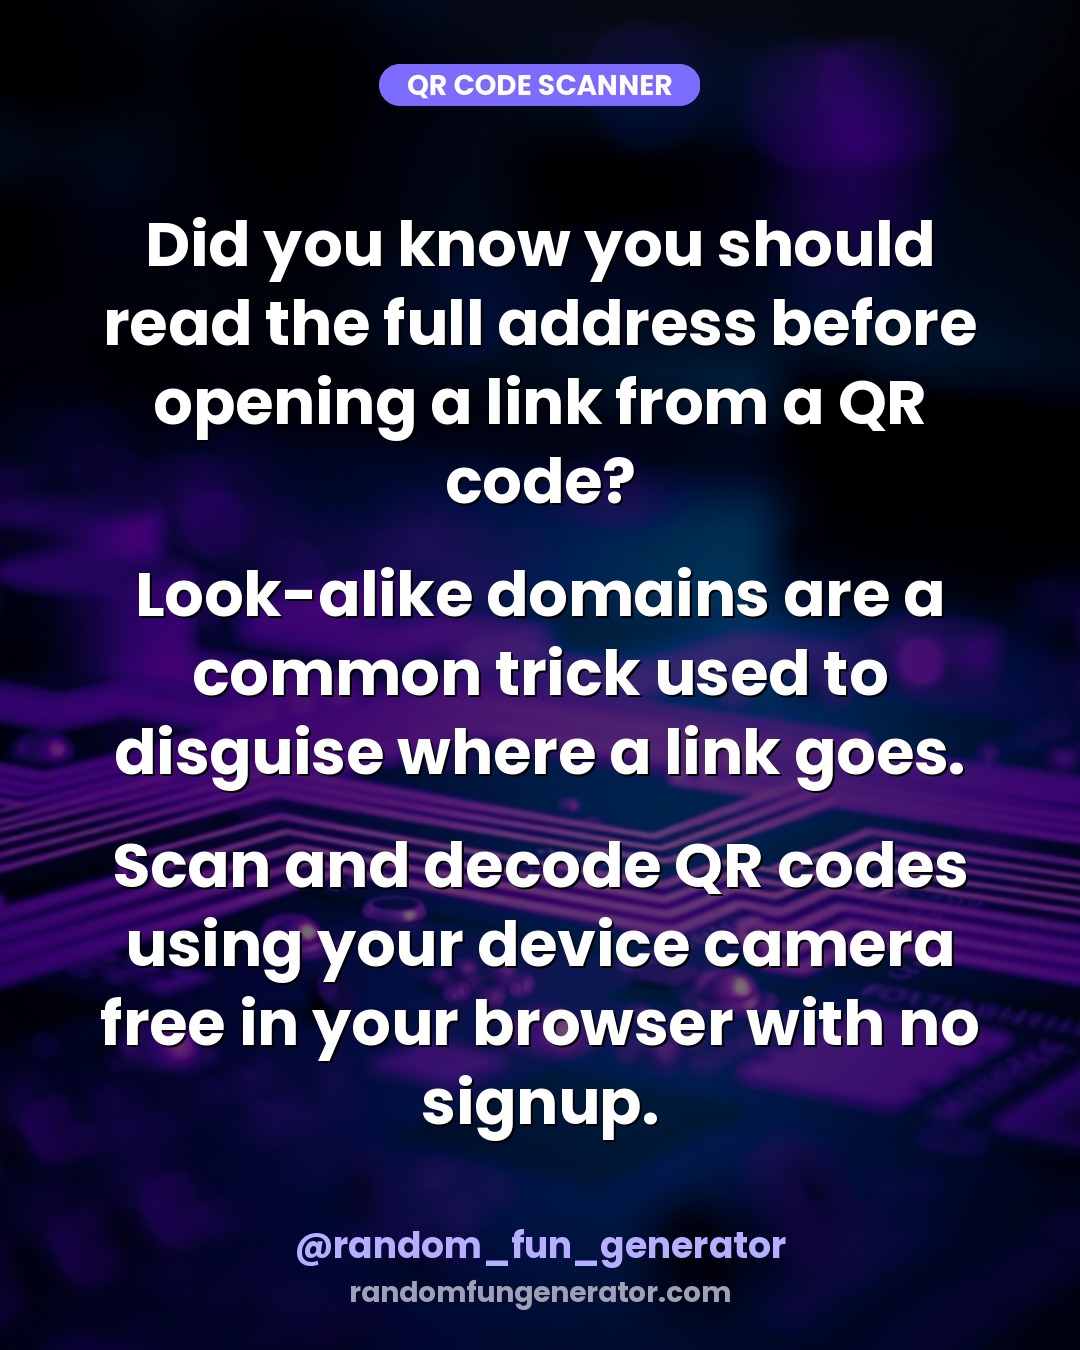 QR CODE SCANNER
Did you know you should
read the full address before
opening a link from a QR
code?
Look-alike domains are a
common trick used to
disguise where a link goes.
Scan and decode QR codes
using your device camera
free in your browser with no
signup.
@random_fun_generator
randomfungenerator.com